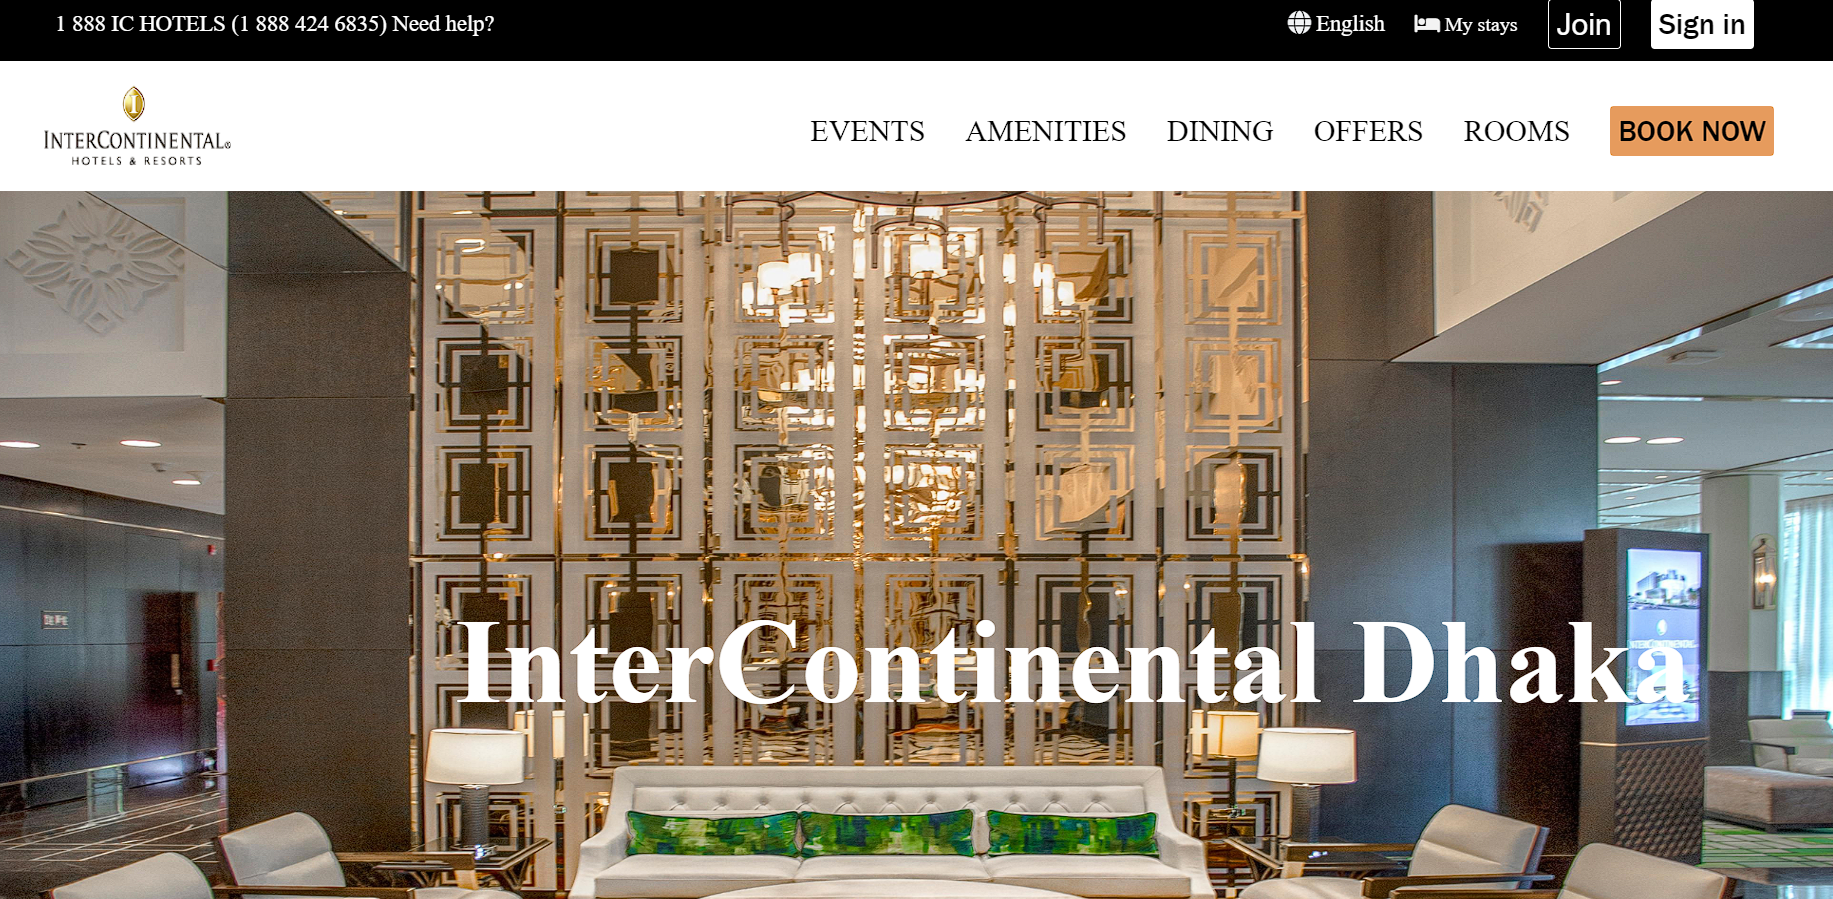 1 888 IC HOTELS (1 888 424 6835) Need help?
English
My stays
Join
Sign in
I
INTERCONTINENTAL®
HOTELS & RESORTS
EVENTS
AMENITIES
DINING
OFFERS
ROOMS
BOOK NOW
InterContinental Dhaka
INTERCONTINENTAL